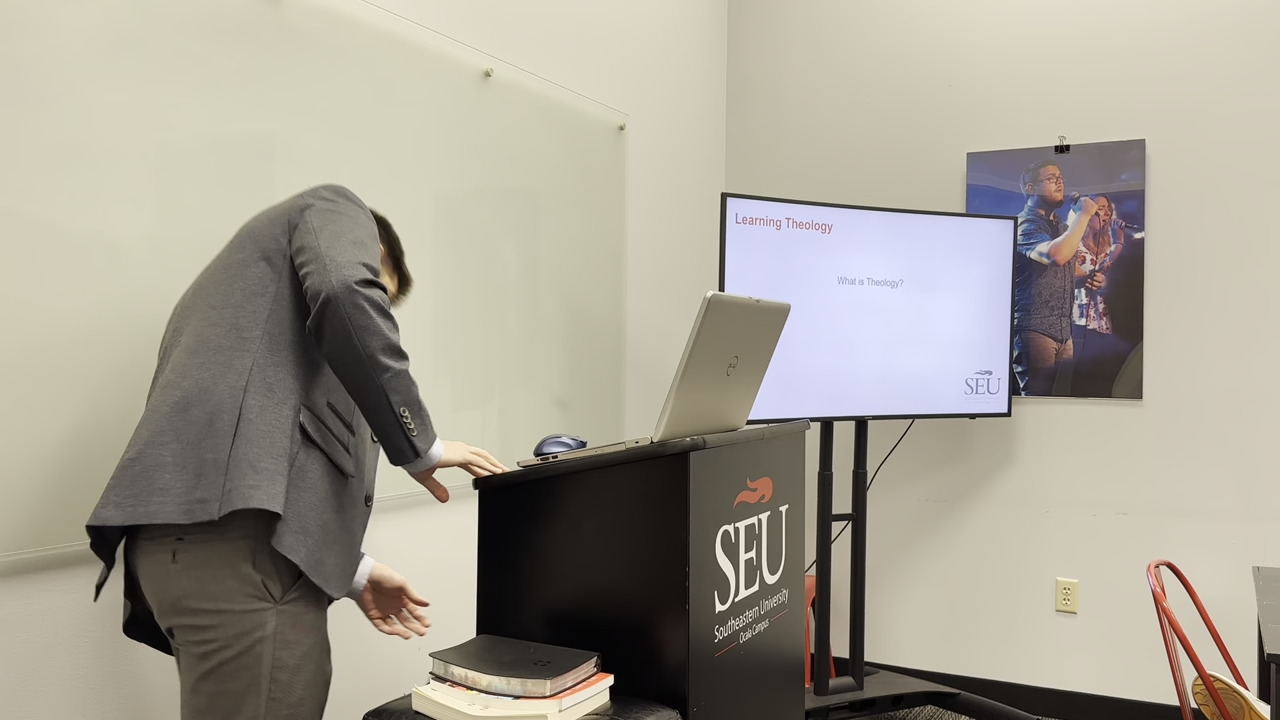 Learning Theology
What is Theology?
SEU
SEU
Southeastern University
Ocala Campus